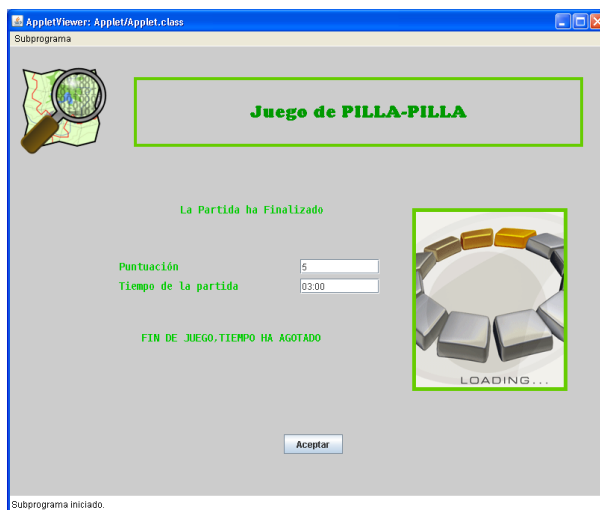 AppletViewer: Applet/Applet.class
Subprograma
Juego de PILLA-PILLA
La Partida ha Finalizado
Puntuación 5
Tiempo de la partida 03:00
FIN DE JUEGO,TIEMPO HA AGOTADO
LOADING...
Aceptar
Subprograma iniciado.